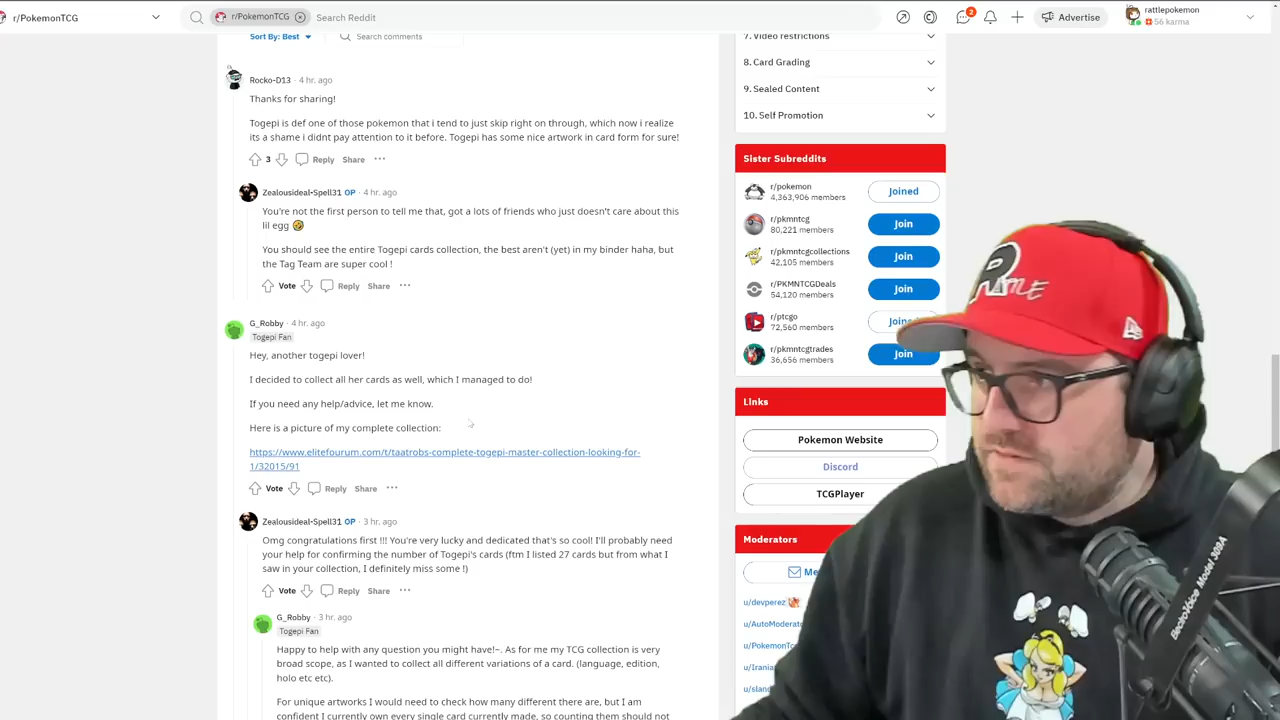 r/PokemonTCG
r/PokemonTCG
Search Reddit
2
Advertise
rattlepokemon
56 karma
Sort By: Best
Search comments
Rocko-D13 · 4 hr. ago
Thanks for sharing!
Togepi is def one of those pokemon that i tend to just skip right on through, which now i realize
its a shame i didnt pay attention to it before. Togepi has some nice artwork in card form for sure!
3
Reply
Share
Zealousideal-Spell31 OP · 4 hr. ago
You're not the first person to tell me that, got a lots of friends who just doesn't care about this
lil egg 🤣
You should see the entire Togepi cards collection, the best aren't (yet) in my binder haha, but
the Tag Team are super cool !
Vote
Reply
Share
G_Robby · 4 hr. ago
Togepi Fan
Hey, another togepi lover!
I decided to collect all her cards as well, which I managed to do!
If you need any help/advice, let me know.
Here is a picture of my complete collection:
https://www.elitefourum.com/t/taatrobs-complete-togepi-master-collection-looking-for-
1/32015/91
Vote
Reply
Share
Zealousideal-Spell31 OP · 3 hr. ago
Omg congratulations first !!! You're very lucky and dedicated that's so cool! I'll probably need
your help for confirming the number of Togepi's cards (ftm I listed 27 cards but from what I
saw in your collection, I definitely miss some !)
Vote
Reply
Share
G_Robby · 3 hr. ago
Togepi Fan
Happy to help with any question you might have!~. As for me my TCG collection is very
broad scope, as I wanted to collect all different variations of a card. (language, edition,
holo etc etc).
For unique artworks I would need to check how many different there are, but I am
confident I currently own every single card currently made, so counting them should not
7. Video restrictions
8. Card Grading
9. Sealed Content
10. Self Promotion
Sister Subreddits
r/pokemon
4,363,906 members
Joined
r/pkmntcg
80,221 members
Join
r/pkmntcgcollections
42,105 members
Join
r/PKMNTCGDeals
54,120 members
Join
r/ptcgo
72,560 members
r/pkmntcgtrades
36,656 members
Join
Links
Pokemon Website
Discord
TCGPlayer
Moderators
u/devperez
Model 309A